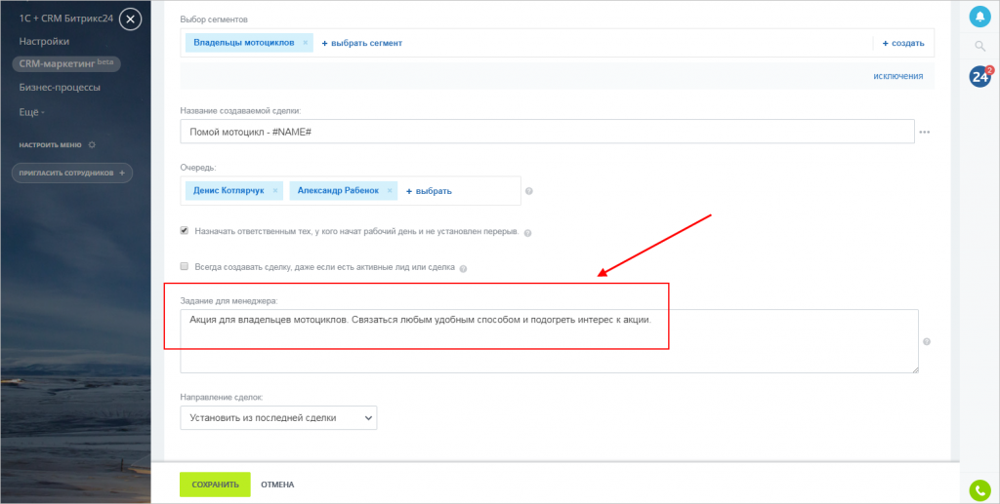 1С + CRM Битрикс24
Настройки
CRM-маркетинг beta
Бизнес-процессы
Ещё -
НАСТРОИТЬ МЕНЮ
ПРИГЛАСИТЬ СОТРУДНИКОВ +
Выбор сегментов
Владельцы мотоциклов × + выбрать сегмент + создать
исключения
Название создаваемой сделки:
Помой мотоцикл - #NAME#
Очередь:
Денис Котлярчук × Александр Рабенок × + выбрать ?
Назначать ответственным тех, у кого начат рабочий день и не установлен перерыв. ?
Всегда создавать сделку, даже если есть активные лид или сделка ?
Задание для менеджера:
Акция для владельцев мотоциклов. Связаться любым удобным способом и подогреть интерес к акции.
?
Направление сделок:
Установить из последней сделки
СОХРАНИТЬ ОТМЕНА
24 2